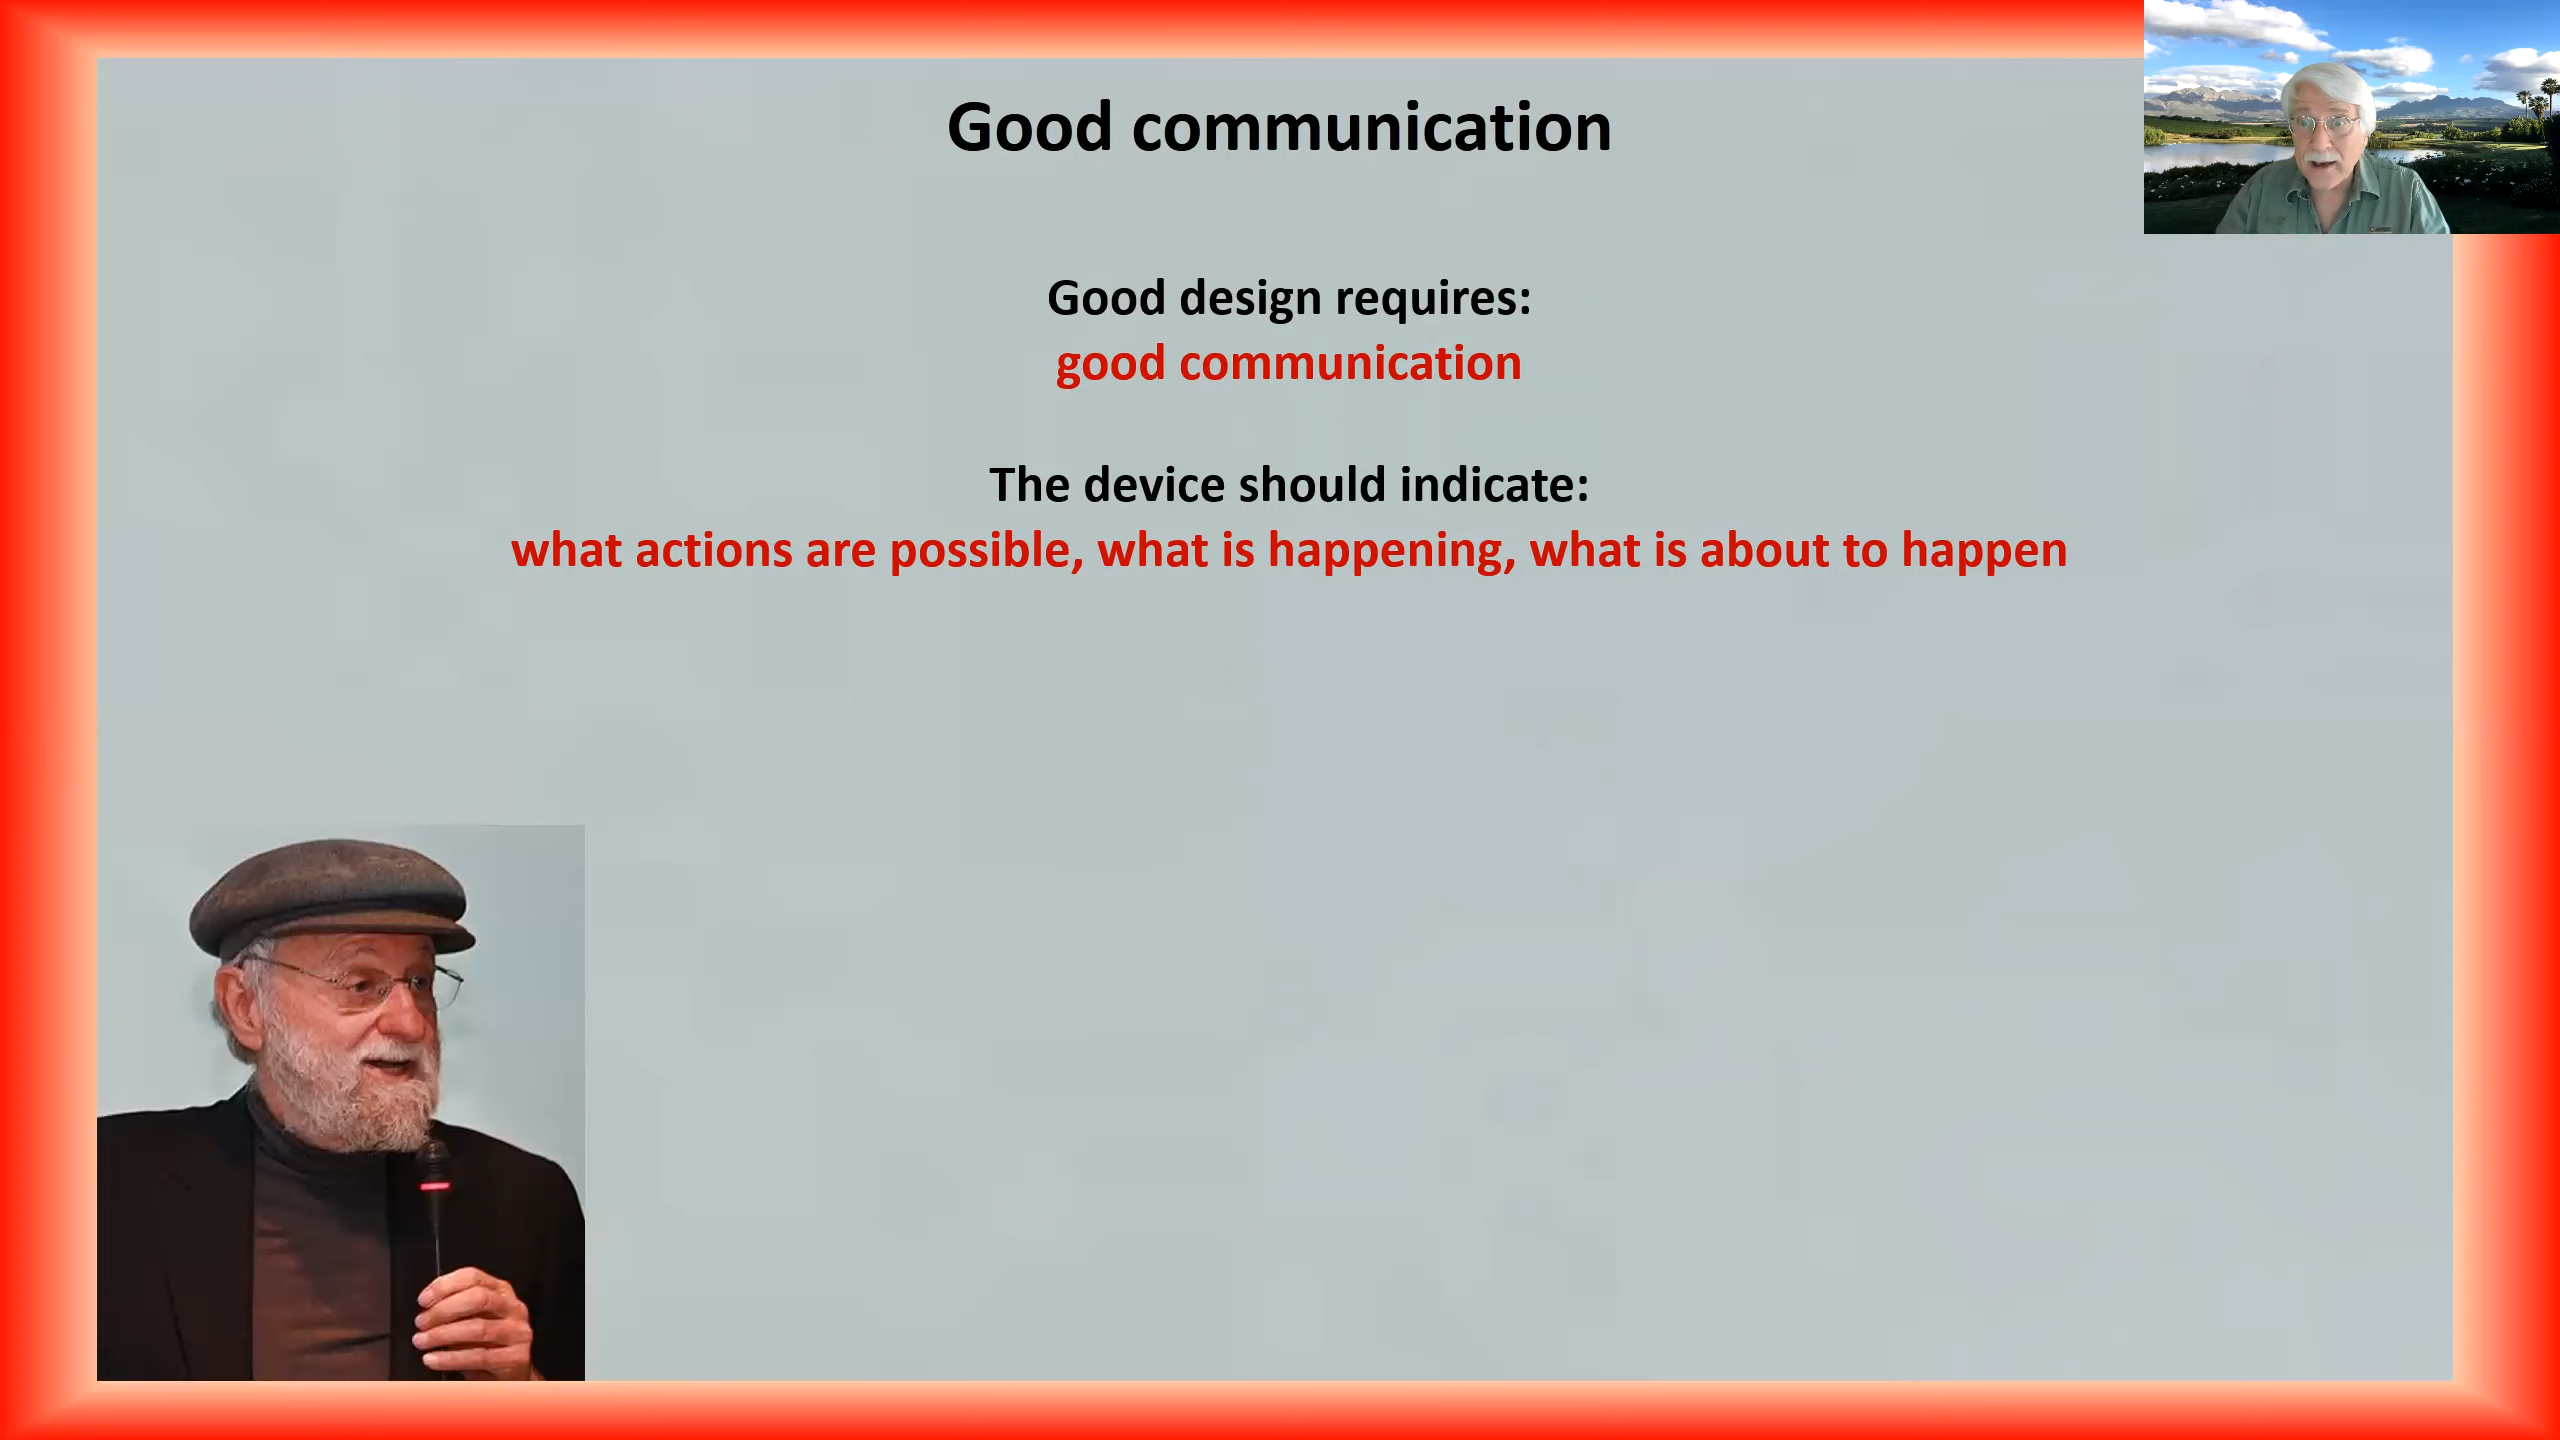 Good communication
Good design requires:
good communication
The device should indicate:
what actions are possible, what is happening, what is about to happen